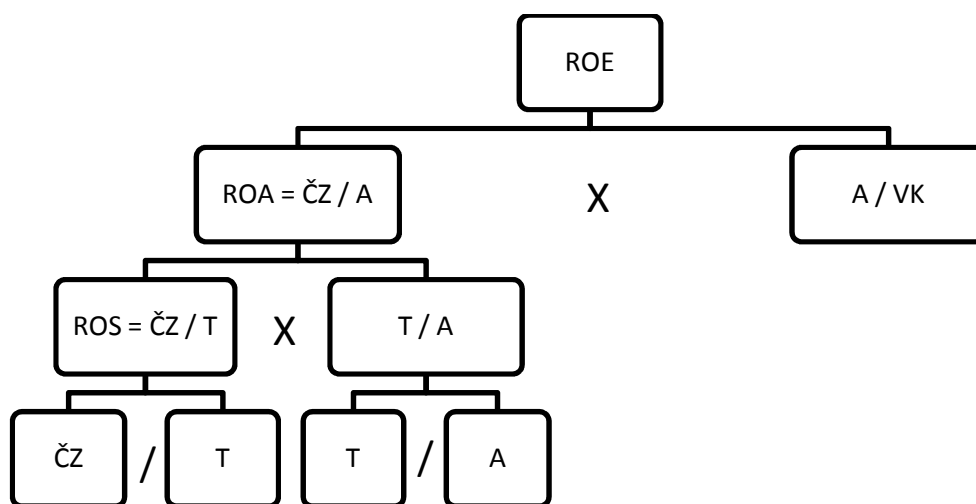 ROE
ROA = ČZ / A
X
A / VK
ROS = ČZ / T
X
T / A
ČZ
/
T
T
/
A